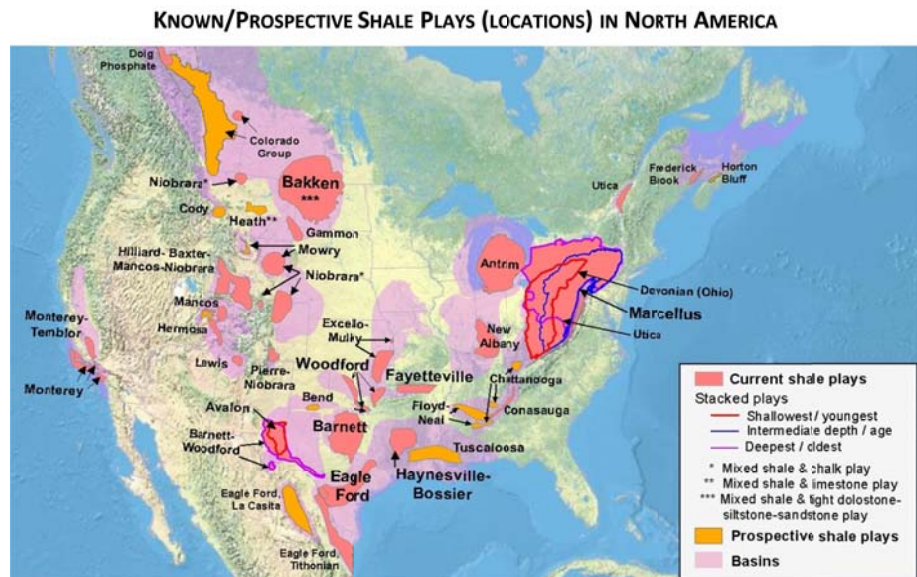 KNOWN/PROSPECTIVE SHALE PLAYS (LOCATIONS) IN NORTH AMERICA
Doig
Phosphate
Colorado
Group
Niobrara*
Bakken
***
Cody
Heath**
Gammon
Mowry
Hilliard- Baxter-
Mancos-Niobrara
Niobrara*
Mancos
Hermosa
Monterey-
Temblor
Monterey
Lewis
Pierre-
Niobrara
Excello-
Mulky
Woodford
Bend
Fayetteville
New
Albany
Antrim
Utica
Frederick
Brook
Horton
Bluff
Devonian (Ohio)
Marcellus
Utica
Chattanooga
Floyd-
Neal
Conasauga
Tuscaloosa
Avalon
Barnett-
Woodford
Barnett
Haynesville-
Bossier
Eagle
Ford
Eagle Ford,
La Casita
Eagle Ford,
Tithonian
Current shale plays
Stacked plays
Shallowest / youngest
Intermediate depth / age
Deepest / oldest
* Mixed shale & chalk play
** Mixed shale & limestone play
*** Mixed shale & tight dolostone-
siltstone-sandstone play
Prospective shale plays
Basins